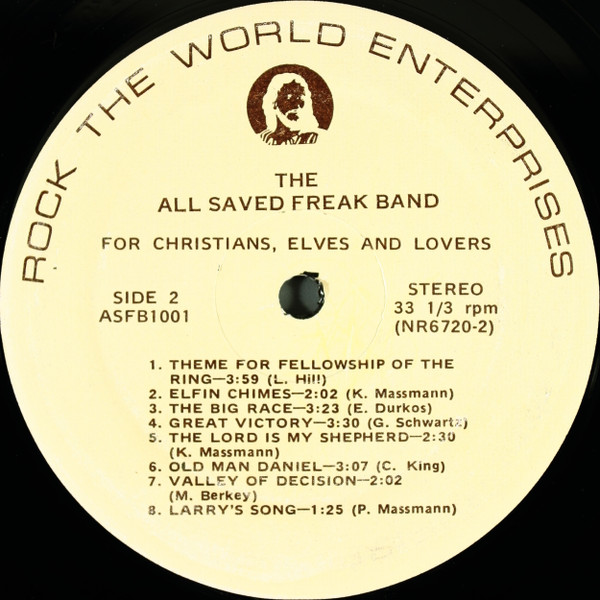 ROCK THE WORLD ENTERPRISES
THE
ALL SAVED FREAK BAND
FOR CHRISTIANS, ELVES AND LOVERS
SIDE 2
ASFB1001
STEREO
33 1/3 rpm
(NR6720-2)
1. THEME FOR FELLOWSHIP OF THE
RING—3:59 (L. Hill)
2. ELFIN CHIMES—2:02 (K. Massmann)
3. THE BIG RACE—3:23 (E. Durkos)
4. GREAT VICTORY—3:30 (G. Schwartz)
5. THE LORD IS MY SHEPHERD—2:30
(K. Massmann)
6. OLD MAN DANIEL—3:07 (C. King)
7. VALLEY OF DECISION—2:02
(M. Berkey)
8. LARRY'S SONG—1:25 (P. Massmann)